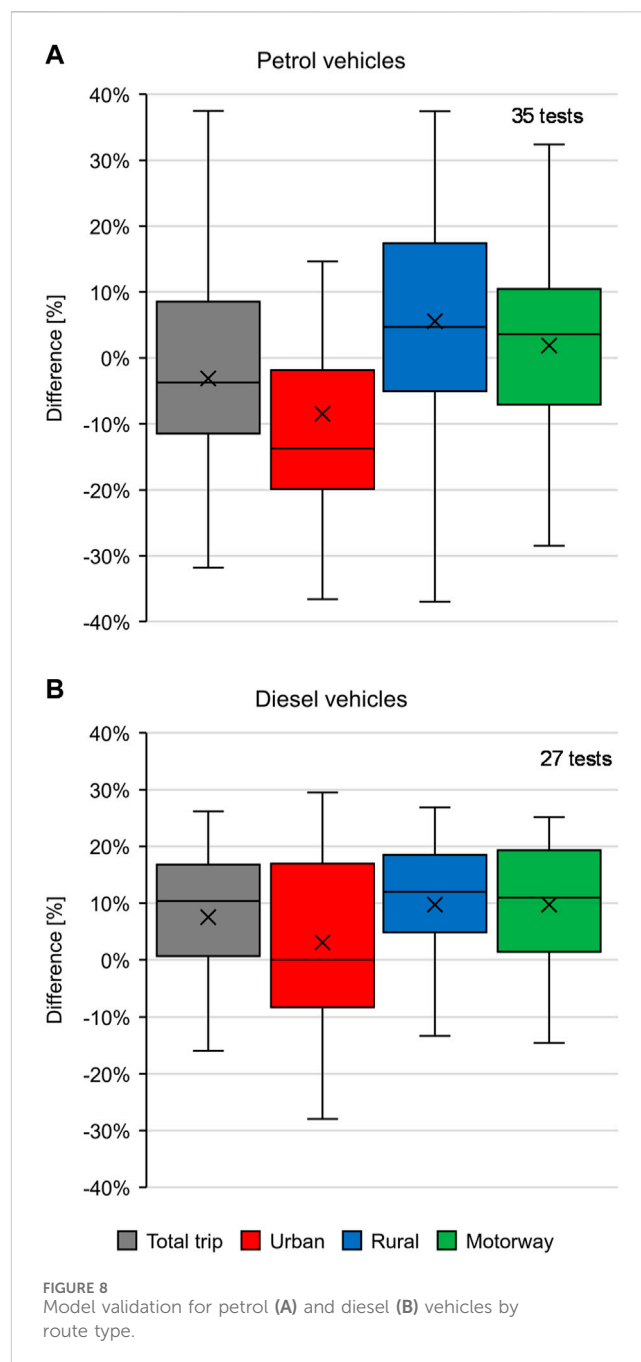 A
Petrol vehicles
35 tests
Difference [%]
40%
30%
20%
10%
0%
-10%
-20%
-30%
-40%
B
Diesel vehicles
27 tests
Difference [%]
40%
30%
20%
10%
0%
-10%
-20%
-30%
-40%
Total trip Urban Rural Motorway
FIGURE 8
Model validation for petrol (A) and diesel (B) vehicles by
route type.